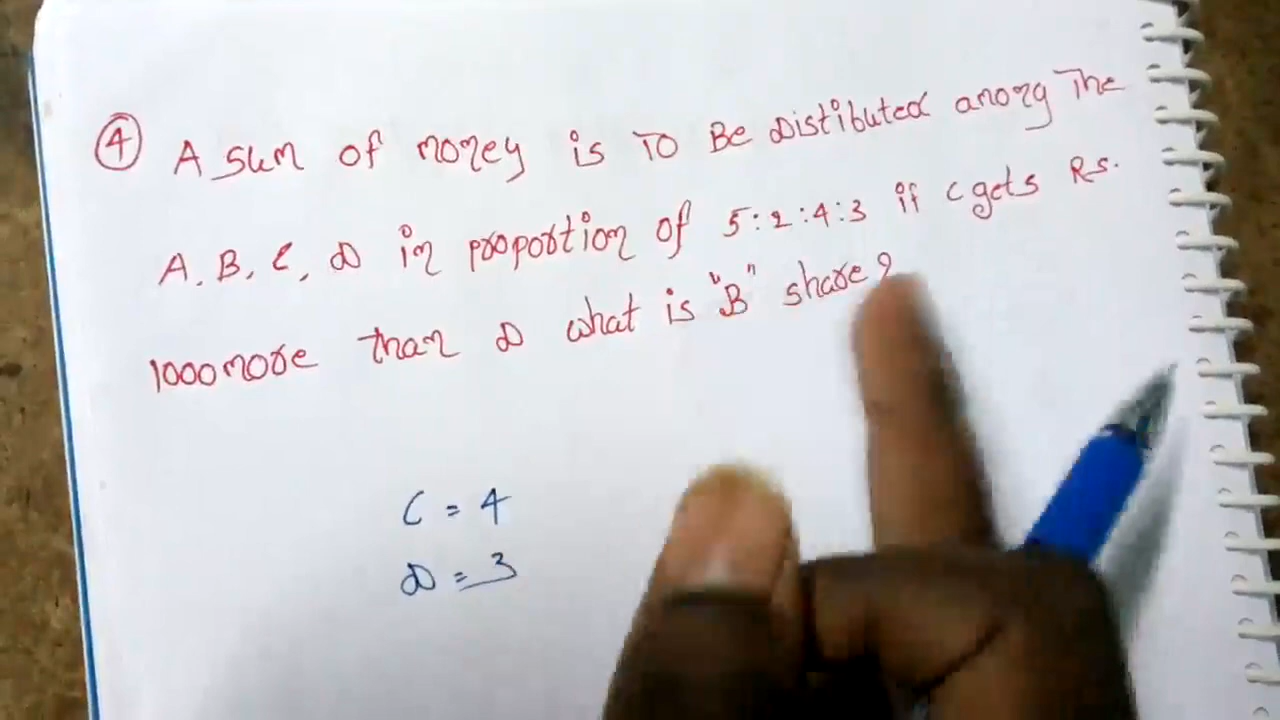 ④ A sum of money is To Be Distibuted among The
A, B, C, D in proportion of 5:2:4:3 if C gets Rs.
1000 more than D what is "B" share?
C = 4
D = 3